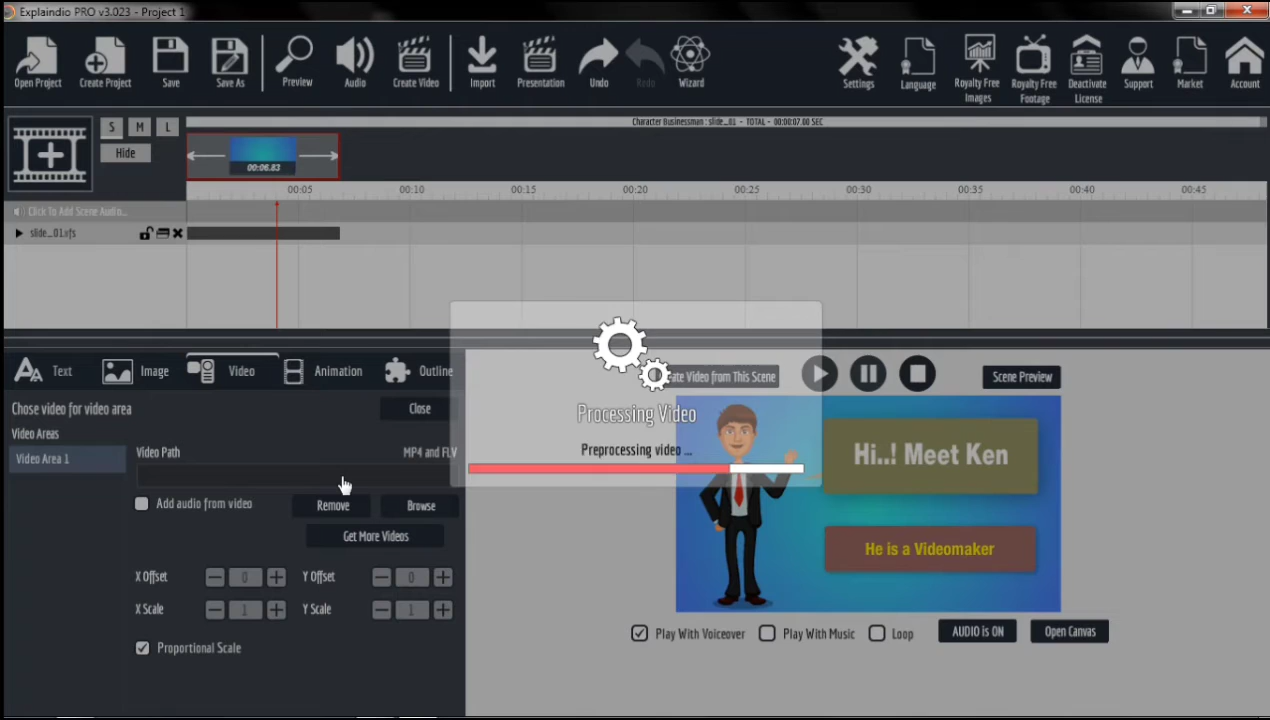 Explaindio PRO v3.023 - Project 1
Open Project
Create Project
Save
Save As
Preview
Audio
Create Video
Import
Presentation
Undo
Redo
Wizard
Settings
Language
Royalty Free
Images
Royalty Free
Footage
Deactivate
License
Support
Market
Account
S M L
Hide
Character Businessman : slide_01 - TOTAL - 00:00:07.00 SEC
00:06.83
00:05 00:10 00:15 00:20 00:25 00:30 00:35 00:40 00:45
Click To Add Scene Audio...
slide_01.xfs
Text
Image
Video
Animation
Outline
Chose video for video area
Close
Video Areas
Video Area 1
Video Path
MP4 and FLV
Add audio from video
Remove
Browse
Get More Videos
X Offset
0
Y Offset
0
X Scale
1
Y Scale
1
Proportional Scale
Processing Video
Preprocessing video ...
Video from This Scene
Scene Preview
Hi..! Meet Ken
He is a Videomaker
Play With Voiceover
Play With Music
Loop
AUDIO is ON
Open Canvas